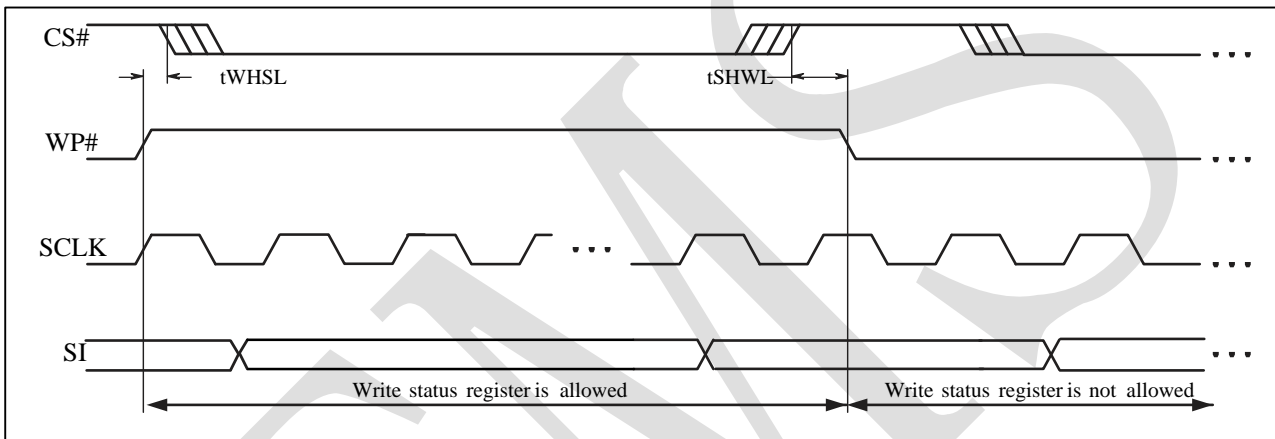 CS#
tWHSL
tSHWL
WP#
SCLK
SI
Write status register is allowed
Write status register is not allowed